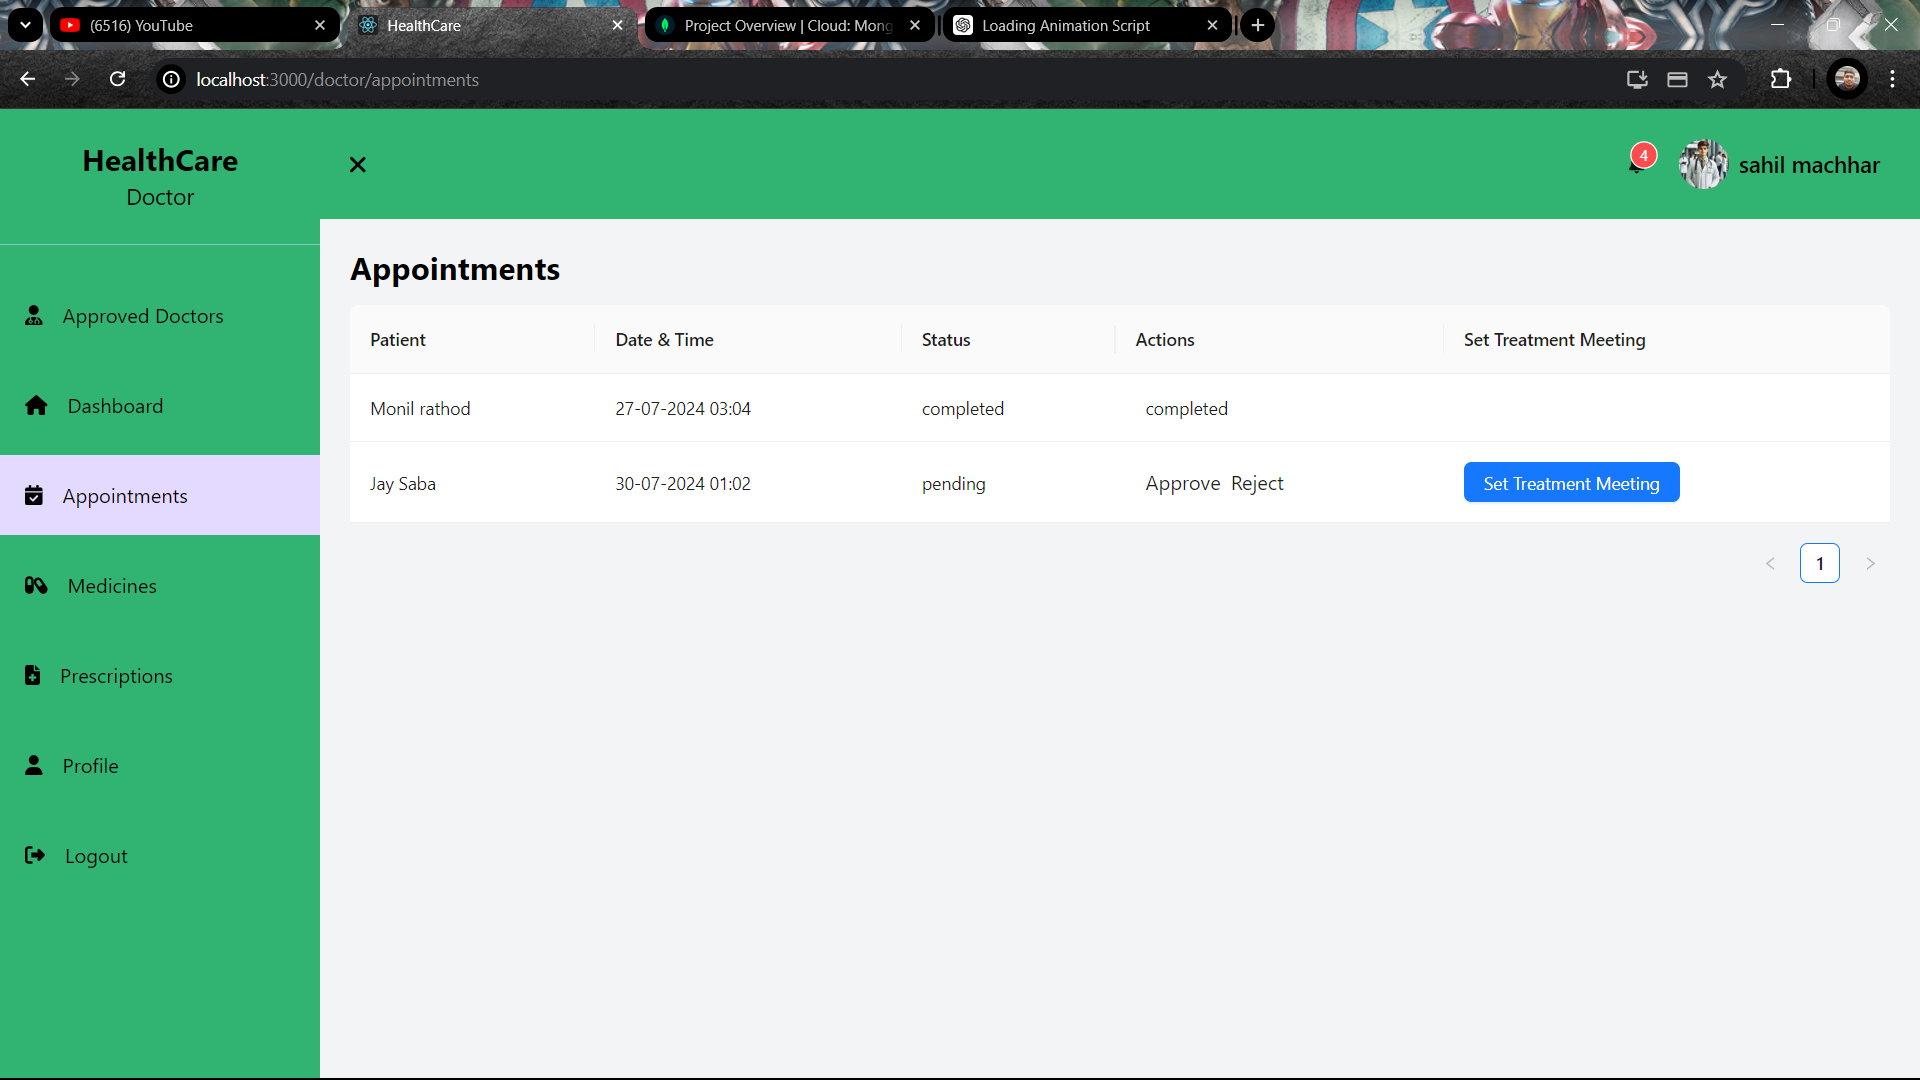 (6516) YouTube
HealthCare
Project Overview | Cloud: Mong
Loading Animation Script
localhost:3000/doctor/appointments
HealthCare
Doctor
4
sahil machhar
Approved Doctors
Dashboard
Appointments
Medicines
Prescriptions
Profile
Logout
Appointments
Patient Date & Time Status Actions Set Treatment Meeting
Monil rathod 27-07-2024 03:04 completed completed
Jay Saba 30-07-2024 01:02 pending Approve Reject Set Treatment Meeting
1